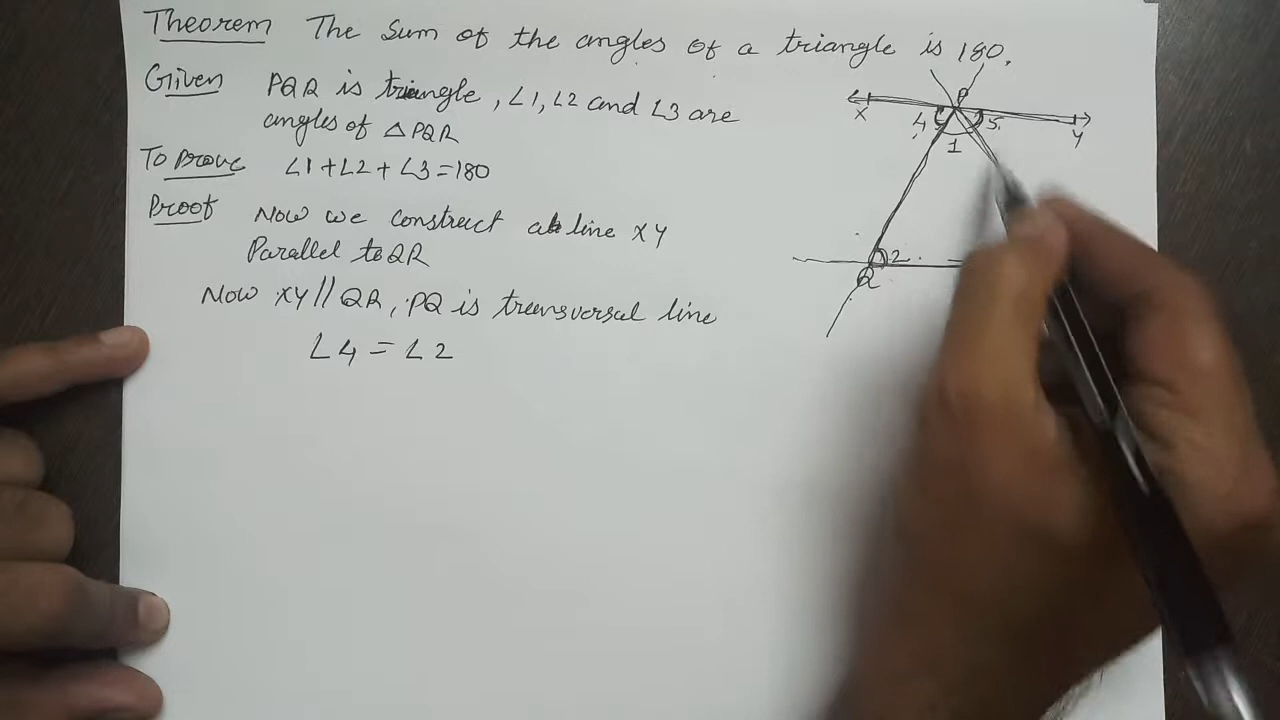 Theorem The Sum of the angles of a triangle is 180.
Given PQR is triangle, ∠1, ∠2 and ∠3 are
angles of △PQR
To prove ∠1+∠2+∠3=180
Proof Now we construct a line XY
Parallel to QR
Now XY//QR, PQ is transversal line
∠4=∠2
P
X 4 5 Y
1
2
Q